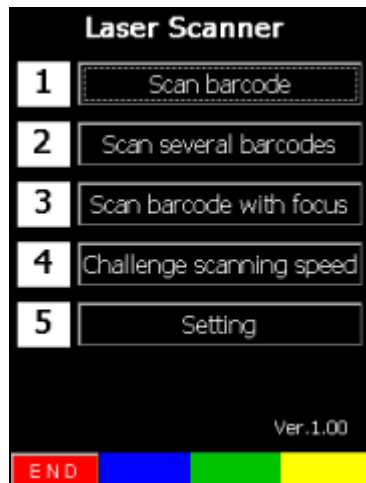 Laser Scanner
1 Scan barcode
2 Scan several barcodes
3 Scan barcode with focus
4 Challenge scanning speed
5 Setting
Ver.1.00
END